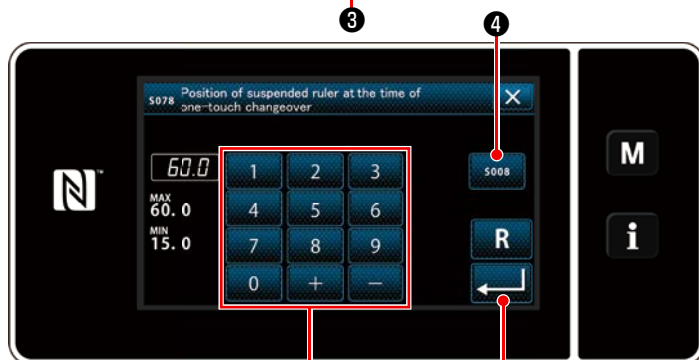 ❸
❹
S078 Position of suspended ruler at the time of
one-touch changeover
X
60.0
1 2 3
S008
M
N™
MAX
60.0
4 5 6
MIN
15.0
7 8 9
R
i
0 + −